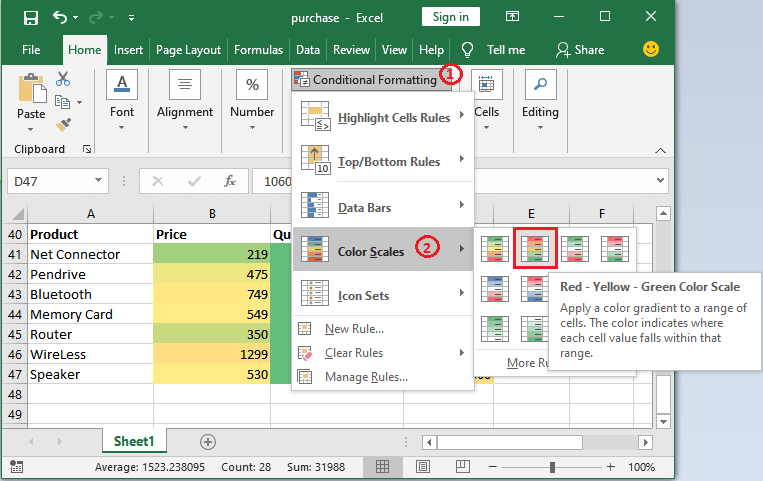 purchase - Excel
Sign in
File Home Insert Page Layout Formulas Data Review View Help Tell me Share
Conditional Formatting 1
Paste
Font
Alignment
%
Number
Cells
Editing
Clipboard
Highlight Cells Rules
10
Top/Bottom Rules
D47
fx
1060
Data Bars
A B E F
40 Product Price Qu
41 Net Connector 219
Color Scales 2
42 Pendrive 475
43 Bluetooth 749
Icon Sets
44 Memory Card 549
45 Router 350
New Rule...
46 WireLess 1299
Clear Rules
47 Speaker 530
Manage Rules...
More Ru
Red - Yellow - Green Color Scale
Apply a color gradient to a range of
cells. The color indicates where
each cell value falls within that
range.
48
49
Sheet1
Average: 1523.238095 Count: 28 Sum: 31988
100%